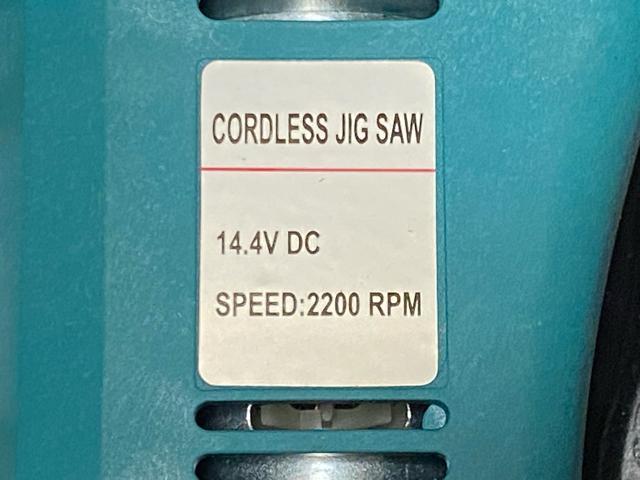 CORDLESS JIG SAW
14.4V DC
SPEED:2200 RPM